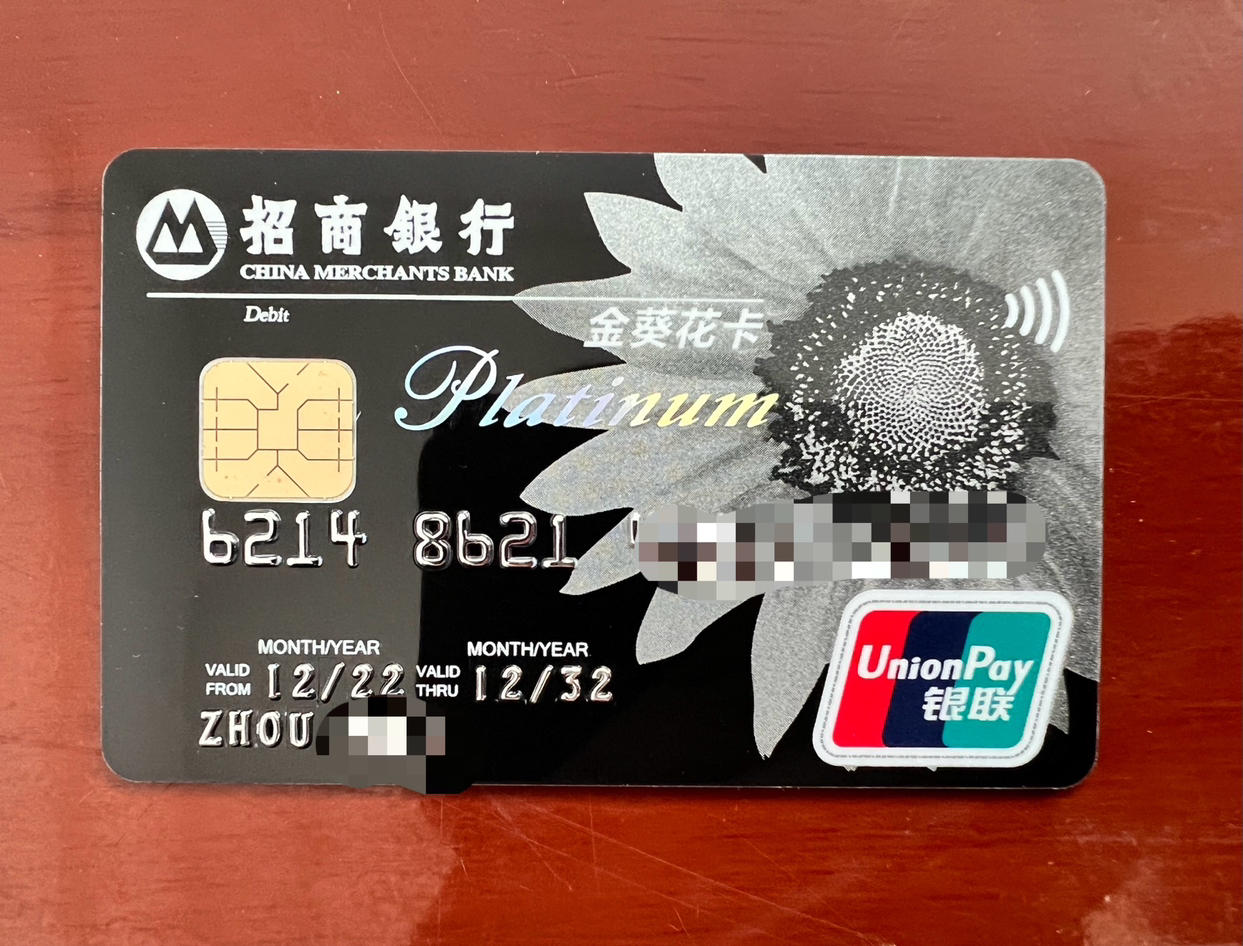 招商銀行
CHINA MERCHANTS BANK
Debit
金葵花卡
Platinum
6214 8621
MONTH/YEAR MONTH/YEAR
VALID FROM 12/22 VALID THRU 12/32
ZHOU
UnionPay
银联